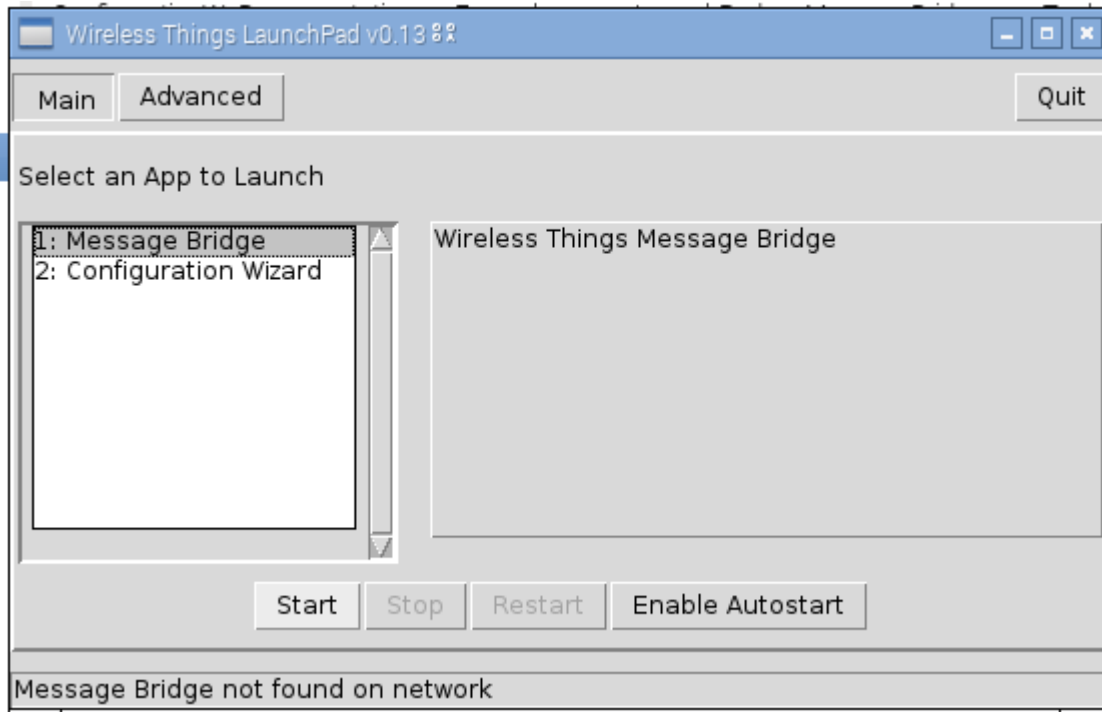 Wireless Things LaunchPad v0.13
Main Advanced Quit
Select an App to Launch
1: Message Bridge
2: Configuration Wizard
Wireless Things Message Bridge
Start Stop Restart Enable Autostart
Message Bridge not found on network